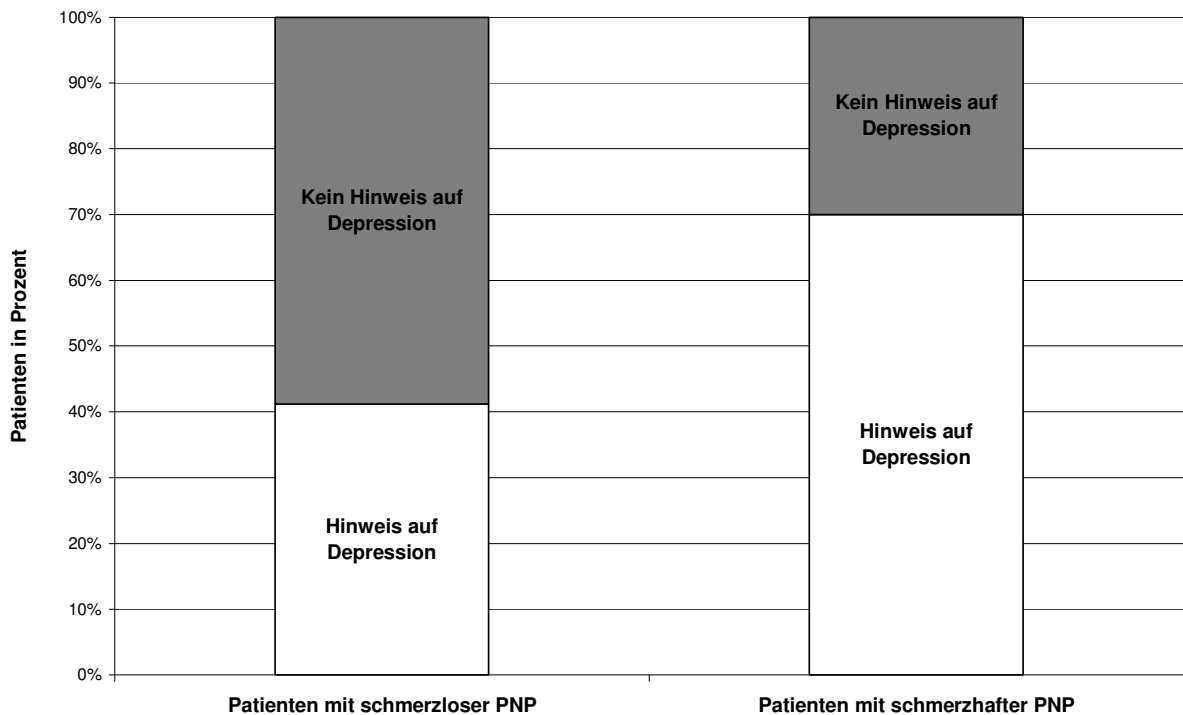 100%
90%
80%
70%
60%
50%
40%
30%
20%
10%
0%
Patienten in Prozent
Kein Hinweis auf
Depression
Hinweis auf
Depression
Kein Hinweis auf
Depression
Hinweis auf
Depression
Patienten mit schmerzloser PNP
Patienten mit schmerzhafter PNP